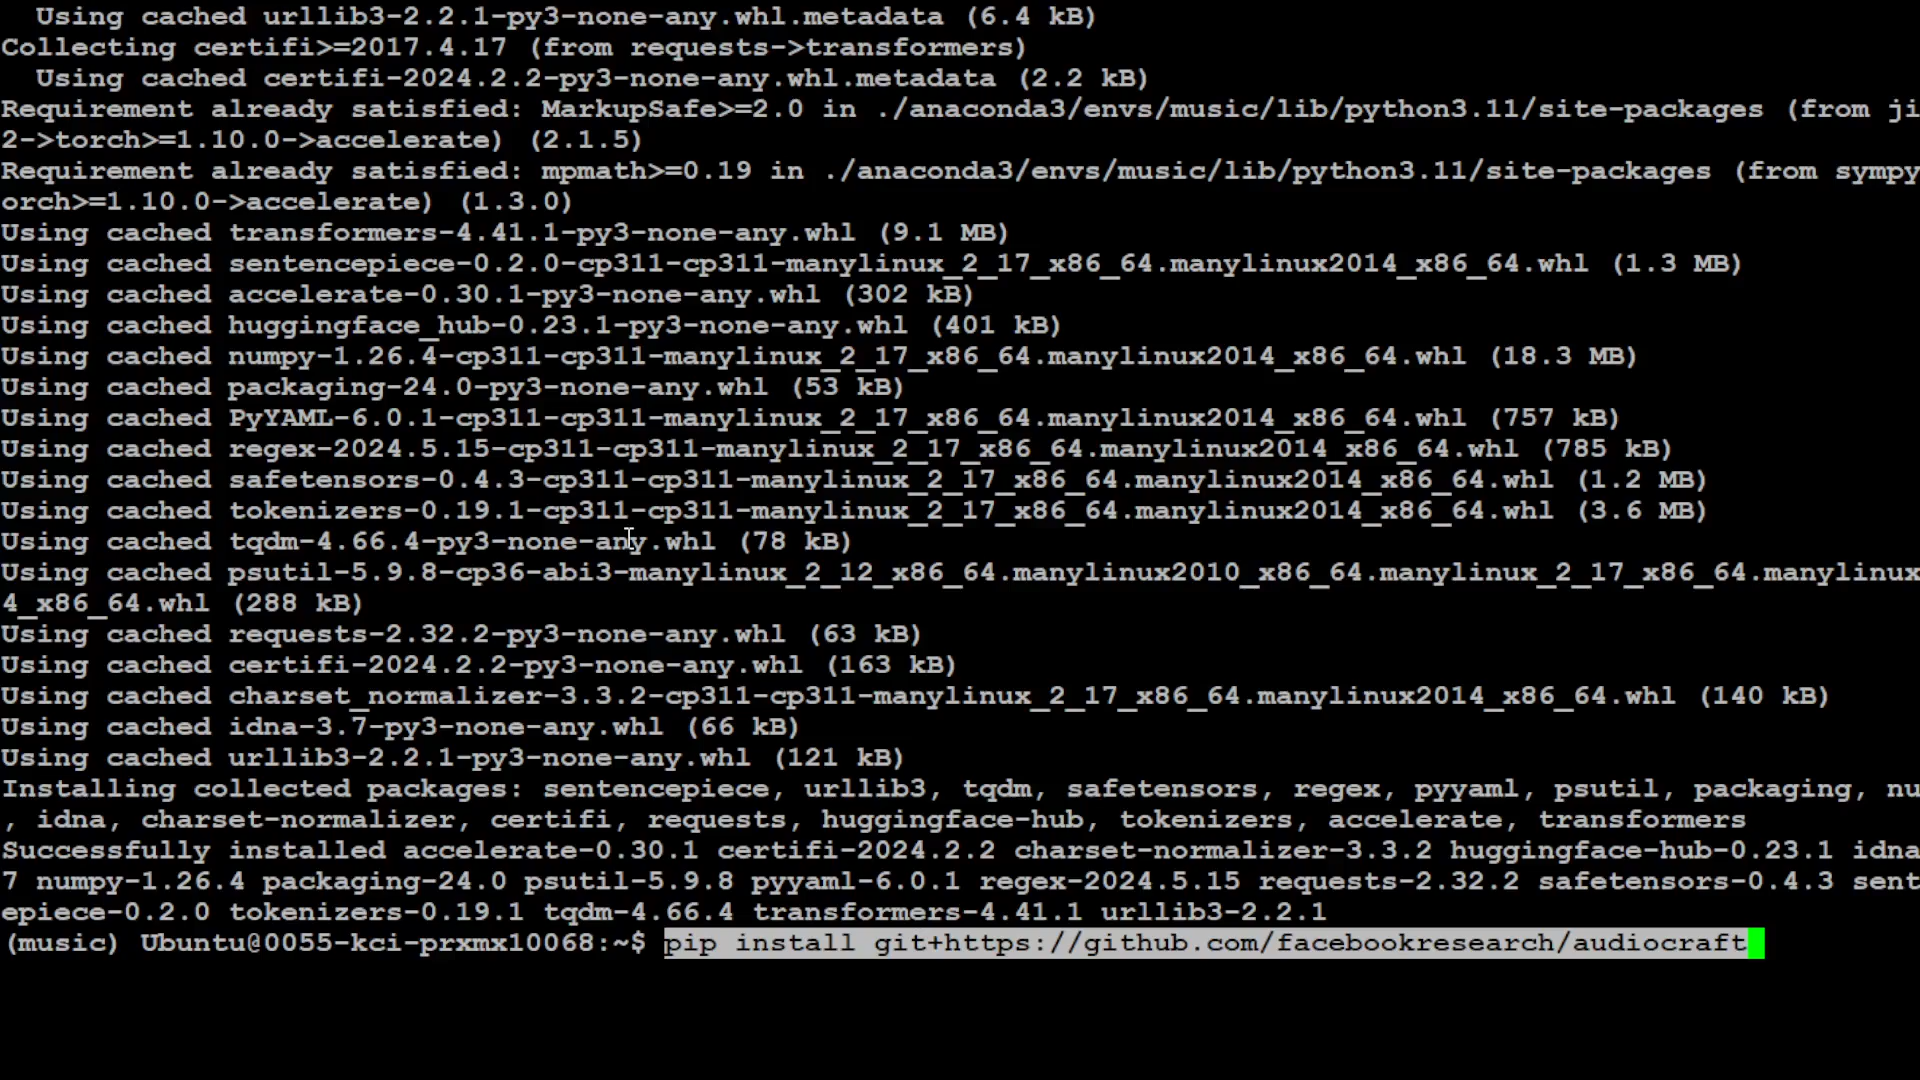 Using cached urllib3-2.2.1-py3-none-any.whl.metadata (6.4 kB)
Collecting certifi>=2017.4.17 (from requests->transformers)
Using cached certifi-2024.2.2-py3-none-any.whl.metadata (2.2 kB)
Requirement already satisfied: MarkupSafe>=2.0 in ./anaconda3/envs/music/lib/python3.11/site-packages (from ji
2->torch>=1.10.0->accelerate) (2.1.5)
Requirement already satisfied: mpmath>=0.19 in ./anaconda3/envs/music/lib/python3.11/site-packages (from sympy
orch>=1.10.0->accelerate) (1.3.0)
Using cached transformers-4.41.1-py3-none-any.whl (9.1 MB)
Using cached sentencepiece-0.2.0-cp311-cp311-manylinux_2_17_x86_64.manylinux2014_x86_64.whl (1.3 MB)
Using cached accelerate-0.30.1-py3-none-any.whl (302 kB)
Using cached huggingface_hub-0.23.1-py3-none-any.whl (401 kB)
Using cached numpy-1.26.4-cp311-cp311-manylinux_2_17_x86_64.manylinux2014_x86_64.whl (18.3 MB)
Using cached packaging-24.0-py3-none-any.whl (53 kB)
Using cached PyYAML-6.0.1-cp311-cp311-manylinux_2_17_x86_64.manylinux2014_x86_64.whl (757 kB)
Using cached regex-2024.5.15-cp311-cp311-manylinux_2_17_x86_64.manylinux2014_x86_64.whl (785 kB)
Using cached safetensors-0.4.3-cp311-cp311-manylinux_2_17_x86_64.manylinux2014_x86_64.whl (1.2 MB)
Using cached tokenizers-0.19.1-cp311-cp311-manylinux_2_17_x86_64.manylinux2014_x86_64.whl (3.6 MB)
Using cached tqdm-4.66.4-py3-none-any.whl (78 kB)
Using cached psutil-5.9.8-cp36-abi3-manylinux_2_12_x86_64.manylinux2010_x86_64.manylinux_2_17_x86_64.manylinux
4_x86_64.whl (288 kB)
Using cached requests-2.32.2-py3-none-any.whl (63 kB)
Using cached certifi-2024.2.2-py3-none-any.whl (163 kB)
Using cached charset_normalizer-3.3.2-cp311-cp311-manylinux_2_17_x86_64.manylinux2014_x86_64.whl (140 kB)
Using cached idna-3.7-py3-none-any.whl (66 kB)
Using cached urllib3-2.2.1-py3-none-any.whl (121 kB)
Installing collected packages: sentencepiece, urllib3, tqdm, safetensors, regex, pyyaml, psutil, packaging, nu
, idna, charset-normalizer, certifi, requests, huggingface-hub, tokenizers, accelerate, transformers
Successfully installed accelerate-0.30.1 certifi-2024.2.2 charset-normalizer-3.3.2 huggingface-hub-0.23.1 idna
7 numpy-1.26.4 packaging-24.0 psutil-5.9.8 pyyaml-6.0.1 regex-2024.5.15 requests-2.32.2 safetensors-0.4.3 sent
epiece-0.2.0 tokenizers-0.19.1 tqdm-4.66.4 transformers-4.41.1 urllib3-2.2.1
(music) Ubuntu@0055-kci-prxmx10068:~$ pip install git+https://github.com/facebookresearch/audiocraft